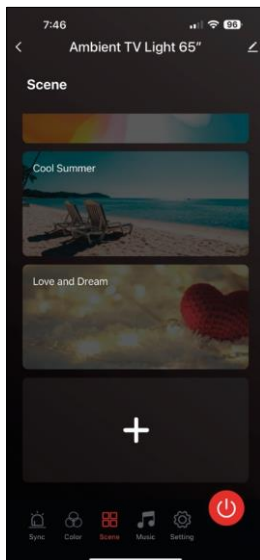 7:46
96
Ambient TV Light 65”
Scene
Cool Summer
Love and Dream
Sync Color Scene Music Setting